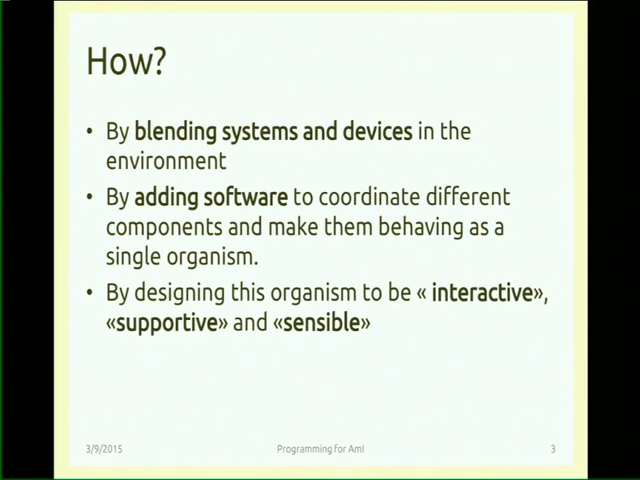 How?
• By blending systems and devices in the
environment
• By adding software to coordinate different
components and make them behaving as a
single organism.
• By designing this organism to be « interactive»,
«supportive» and «sensible»
3/9/2015 Programming for AmI 3